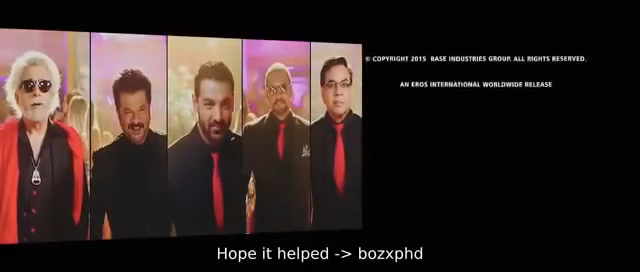 © COPYRIGHT 2015 BASE INDUSTRIES GROUP. ALL RIGHTS RESERVED.
AN EROS INTERNATIONAL WORLDWIDE RELEASE
Hope it helped -> bozxphd